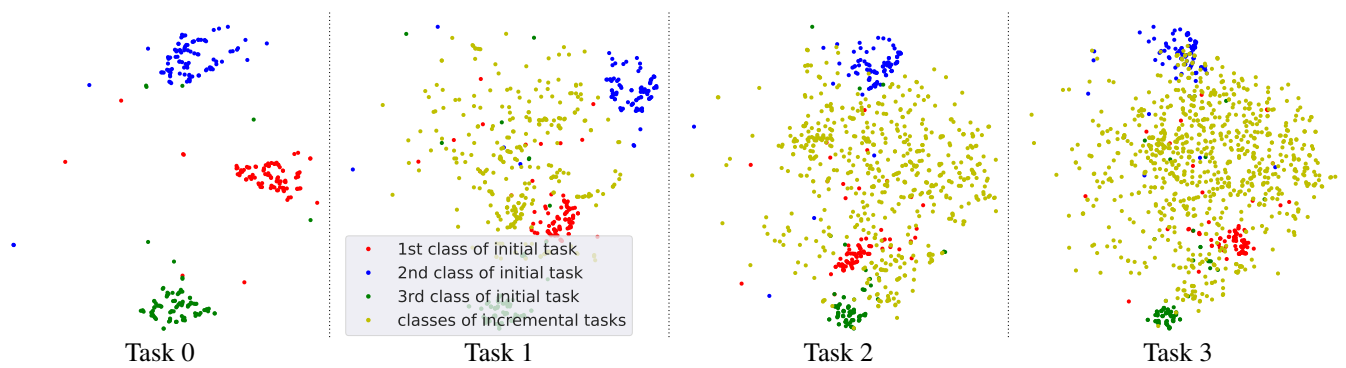 1st class of initial task
2nd class of initial task
3rd class of initial task
classes of incremental tasks
Task 0
Task 1
Task 2
Task 3